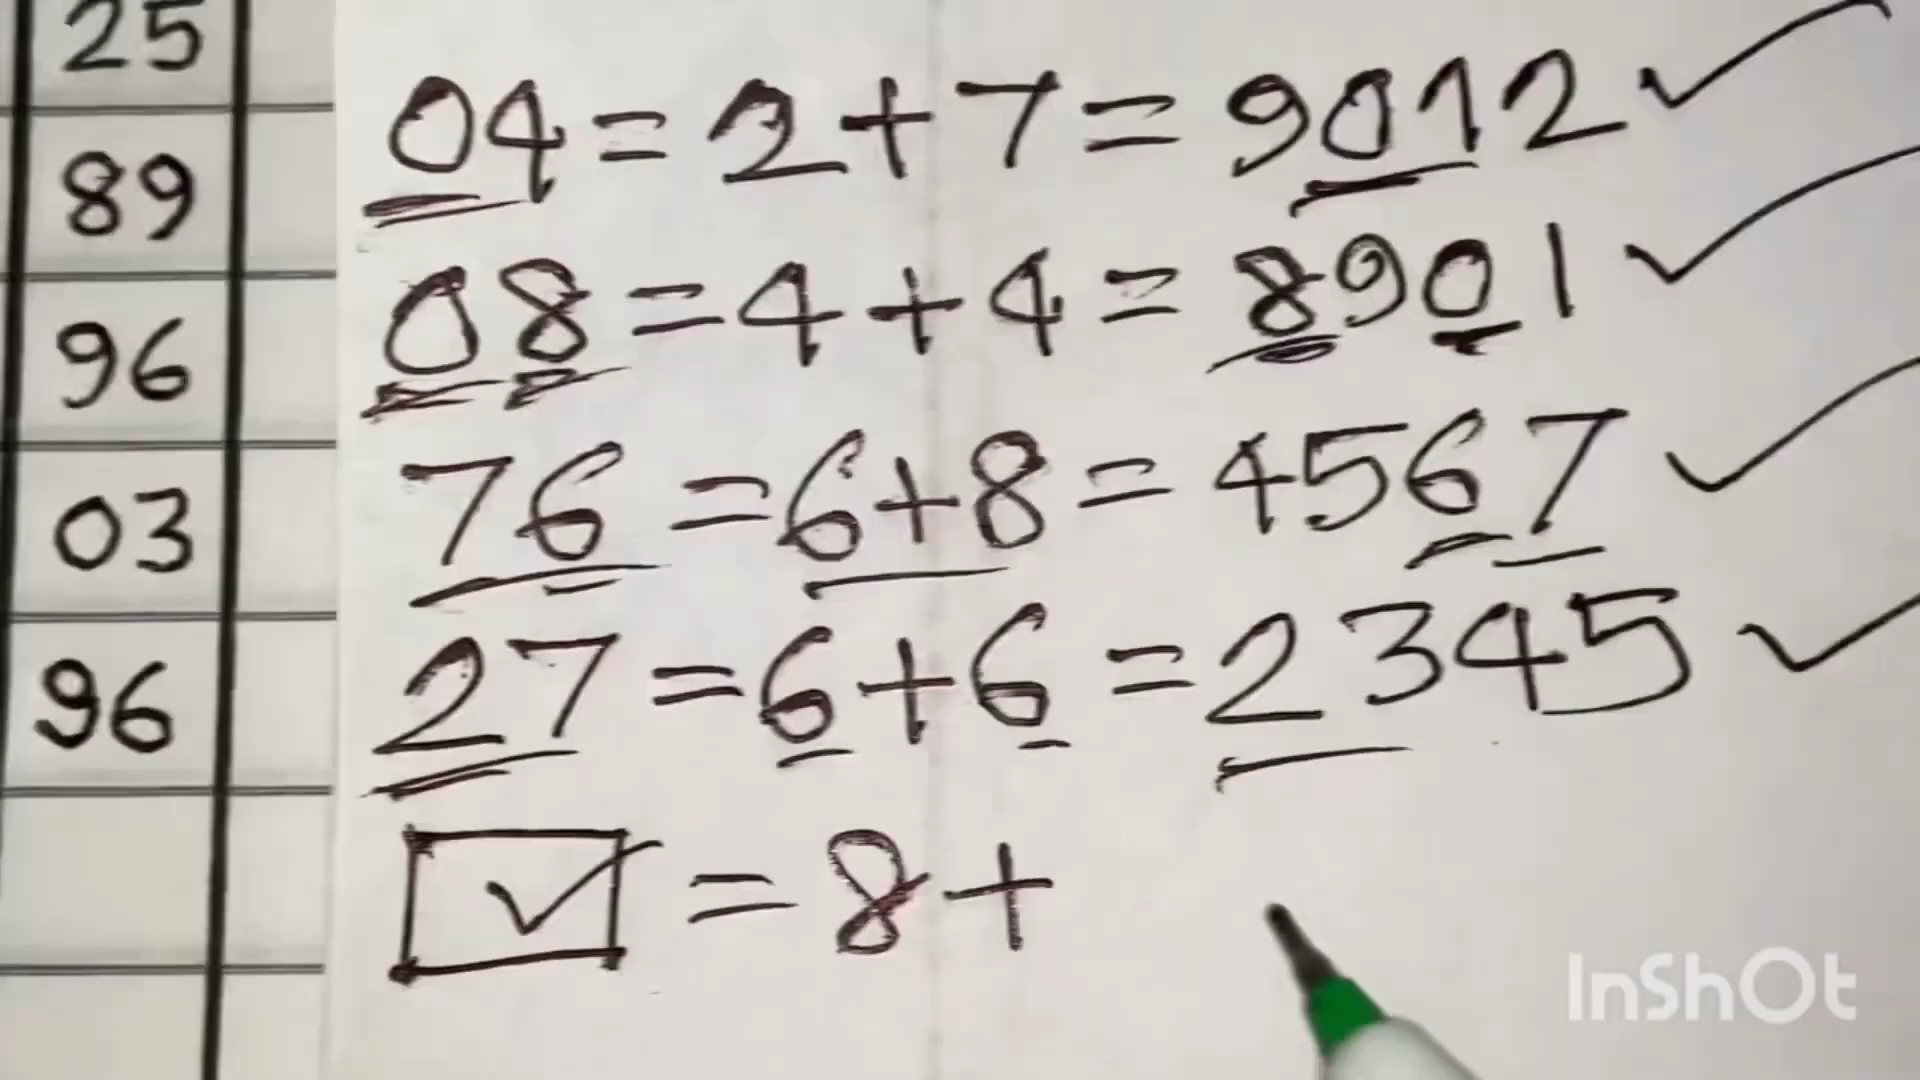 25
89
96
03
96
04 = 2 + 7 = 9012 ✓
08 = 4 + 4 = 8901 ✓
76 = 6 + 8 = 4567 ✓
27 = 6 + 6 = 2345 ✓
✓ = 8 +
InShOt